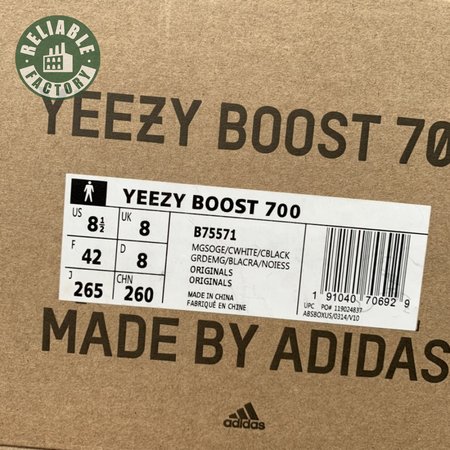 RELIABLE
FACTORY
YEEZY BOOST 70
YEEZY BOOST 700
US 8½ UK 8
F 42 D 8
J 265 CHN 260
B75571
MGSOGE/CWHITE/CBLACK
GRDEMG/BLACRA/NOIESS
ORIGINALS
ORIGINALS
MADE IN CHINA
FABRIQUÉ EN CHINE
1 91040 70692 9
UPC PO# 119024837
ABSBOXUS/0314/V10
MADE BY ADIDAS
adidas